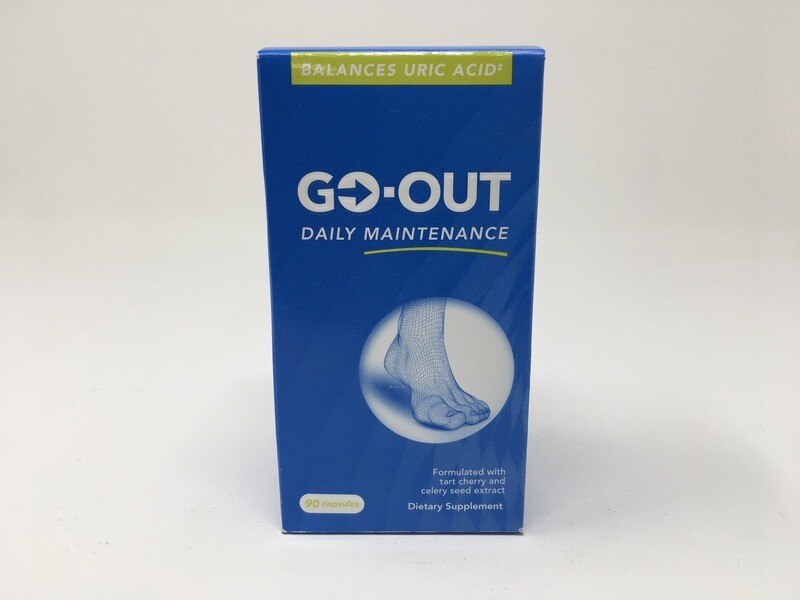 BALANCES URIC ACID‡
GO-OUT
DAILY MAINTENANCE
Formulated with
tart cherry and
celery seed extract
90 capsules
Dietary Supplement